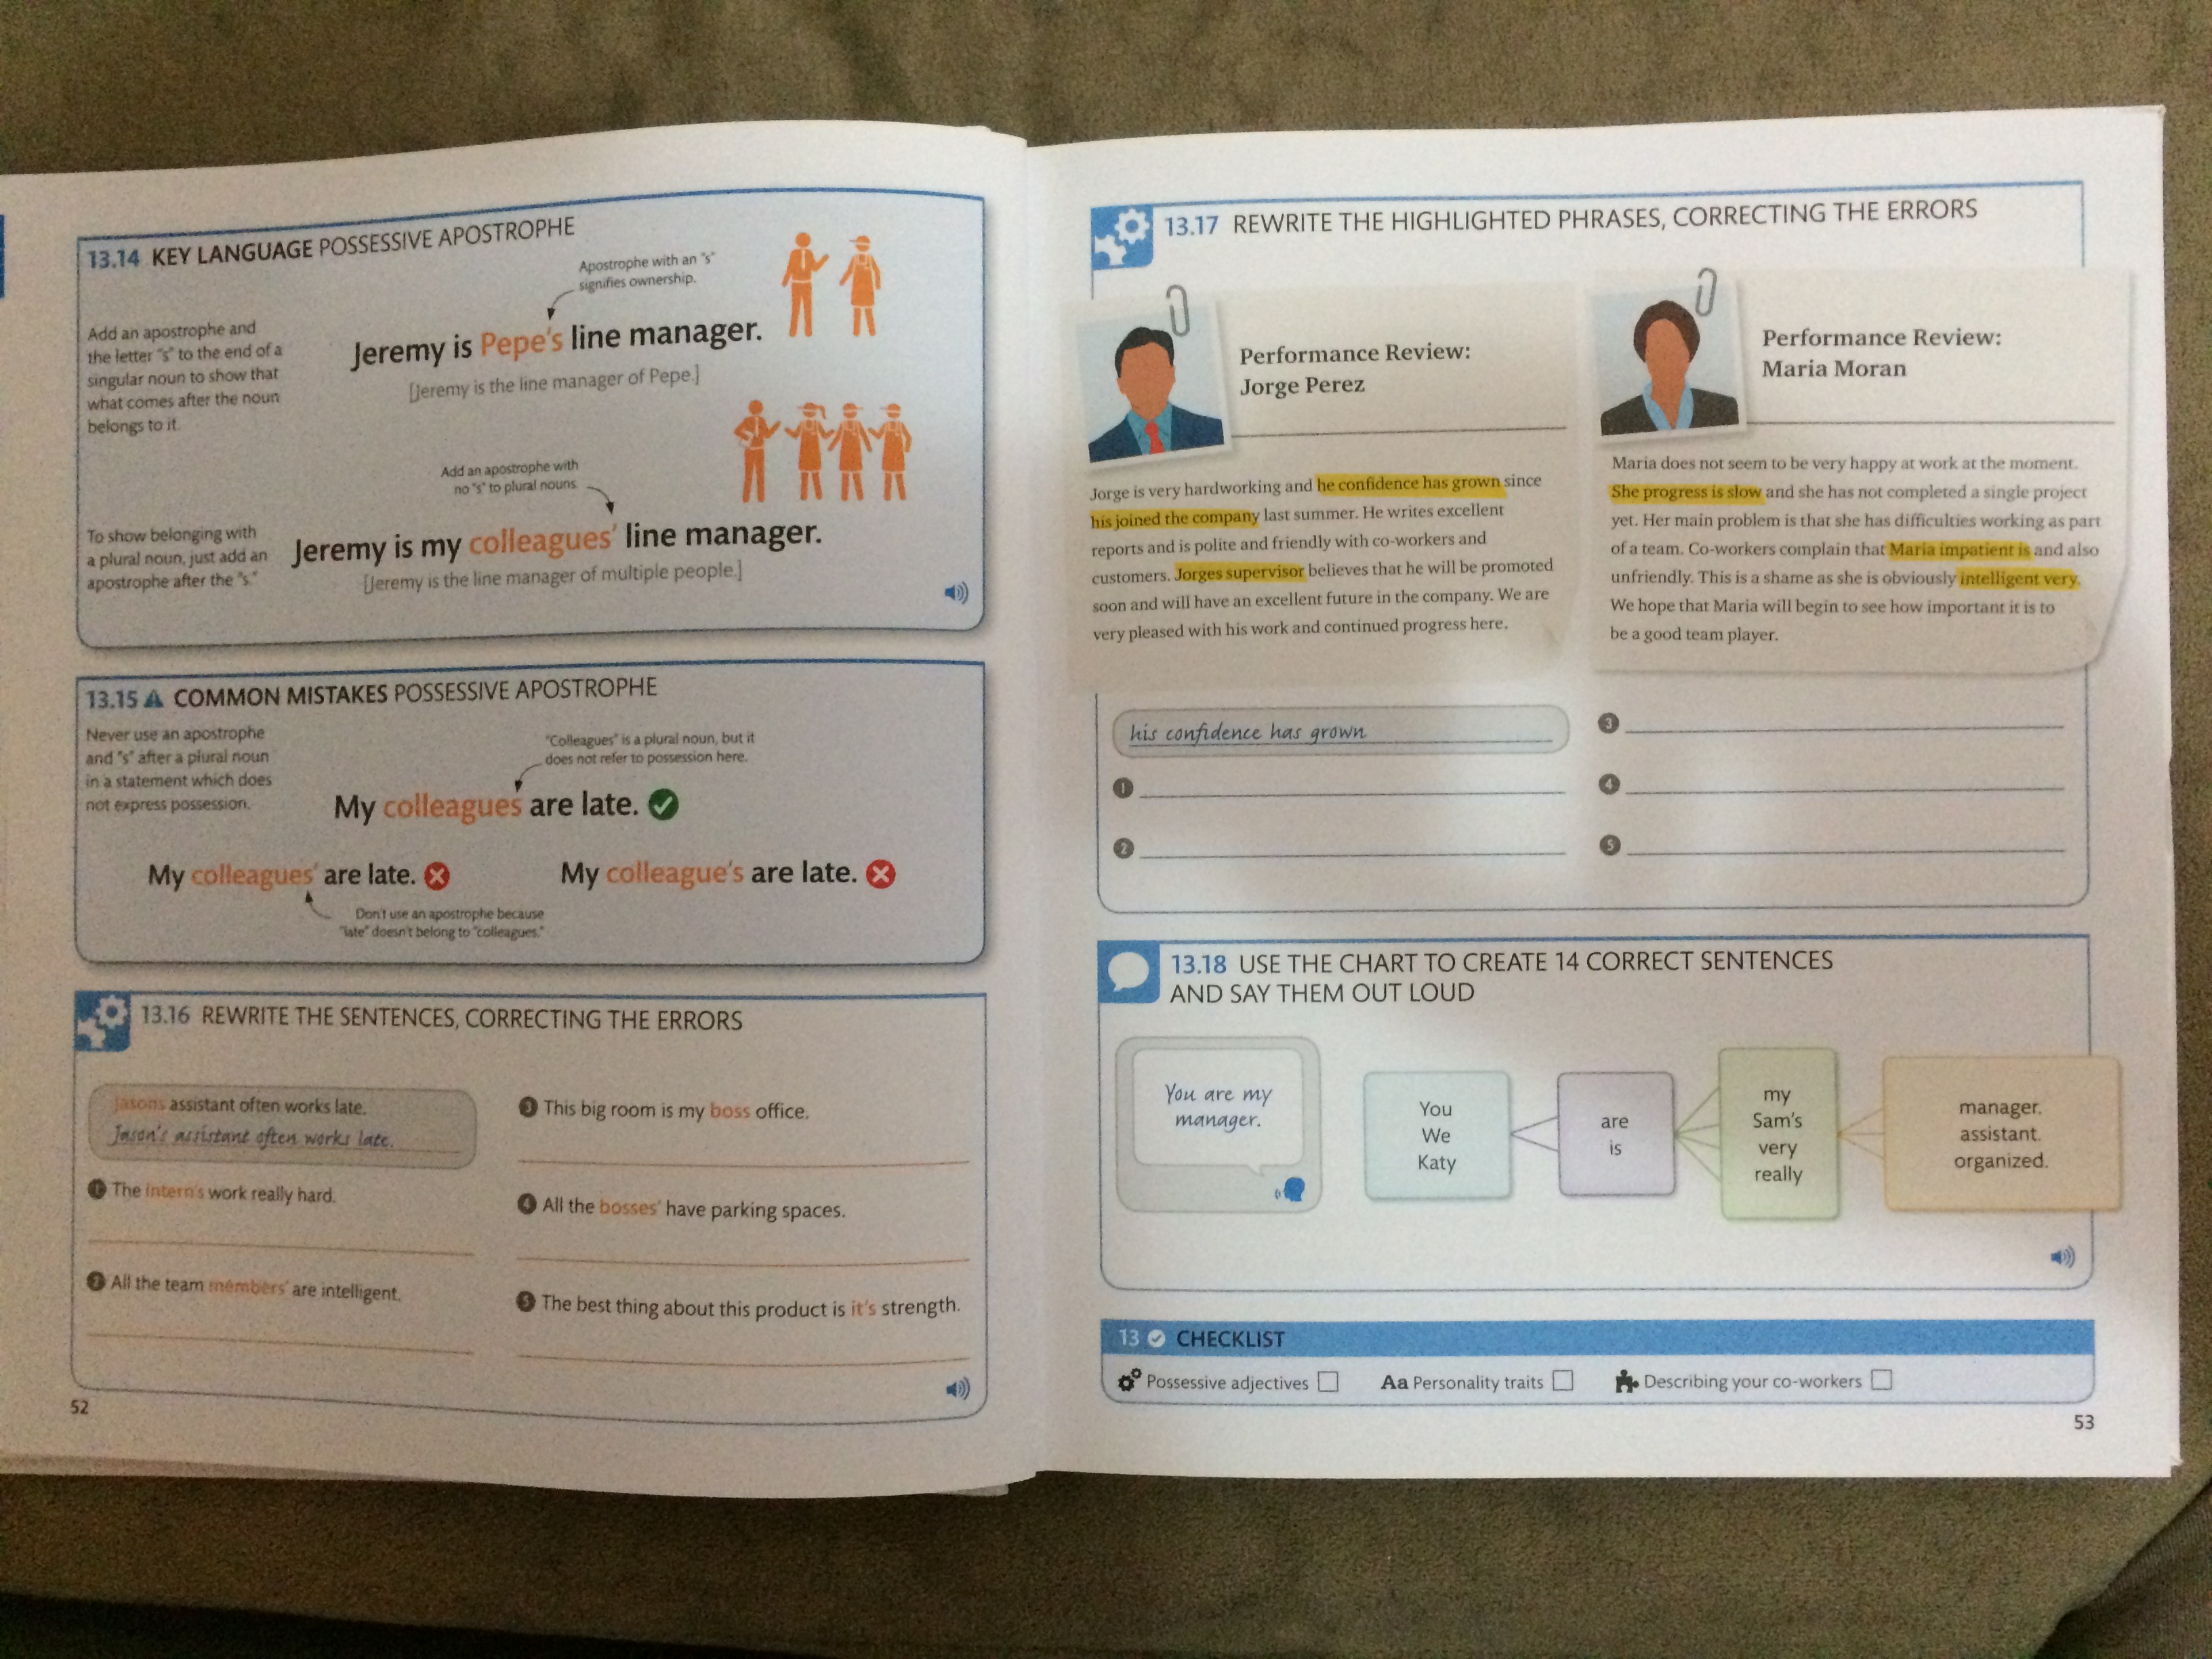 13.14 KEY LANGUAGE POSSESSIVE APOSTROPHE
Add an apostrophe and
the letter "s" to the end of a
singular noun to show that
what comes after the noun
belongs to it.
Apostrophe with an "s"
signifies ownership.
Jeremy is Pepe's line manager.
[Jeremy is the line manager of Pepe.]
To show belonging with
a plural noun, just add an
apostrophe after the "s."
Add an apostrophe with
no "s" to plural nouns.
Jeremy is my colleagues' line manager.
[Jeremy is the line manager of multiple people.]
13.15 COMMON MISTAKES POSSESSIVE APOSTROPHE
Never use an apostrophe
and "s" after a plural noun
in a statement which does
not express possession.
"Colleagues" is a plural noun, but it
does not refer to possession here.
My colleagues are late.
My colleagues' are late.
My colleague's are late.
Don't use an apostrophe because
"late" doesn't belong to "colleagues."
13.16 REWRITE THE SENTENCES, CORRECTING THE ERRORS
Jasons assistant often works late.
Jason's assistant often works late.
1 The intern's work really hard.
2 All the team members' are intelligent.
3 This big room is my boss office.
4 All the bosses' have parking spaces.
5 The best thing about this product is it's strength.
52
13.17 REWRITE THE HIGHLIGHTED PHRASES, CORRECTING THE ERRORS
Performance Review:
Jorge Perez
Jorge is very hardworking and he confidence has grown since
his joined the company last summer. He writes excellent
reports and is polite and friendly with co-workers and
customers. Jorges supervisor believes that he will be promoted
soon and will have an excellent future in the company. We are
very pleased with his work and continued progress here.
Performance Review:
Maria Moran
Maria does not seem to be very happy at work at the moment.
She progress is slow and she has not completed a single project
yet. Her main problem is that she has difficulties working as part
of a team. Co-workers complain that Maria impatient is and also
unfriendly. This is a shame as she is obviously intelligent very.
We hope that Maria will begin to see how important it is to
be a good team player.
his confidence has grown
1
2
3
4
5
13.18 USE THE CHART TO CREATE 14 CORRECT SENTENCES
AND SAY THEM OUT LOUD
You are my
manager.
You
We
Katy
are
is
my
Sam's
very
really
manager.
assistant.
organized.
13 CHECKLIST
Possessive adjectives
Aa Personality traits
Describing your co-workers
53